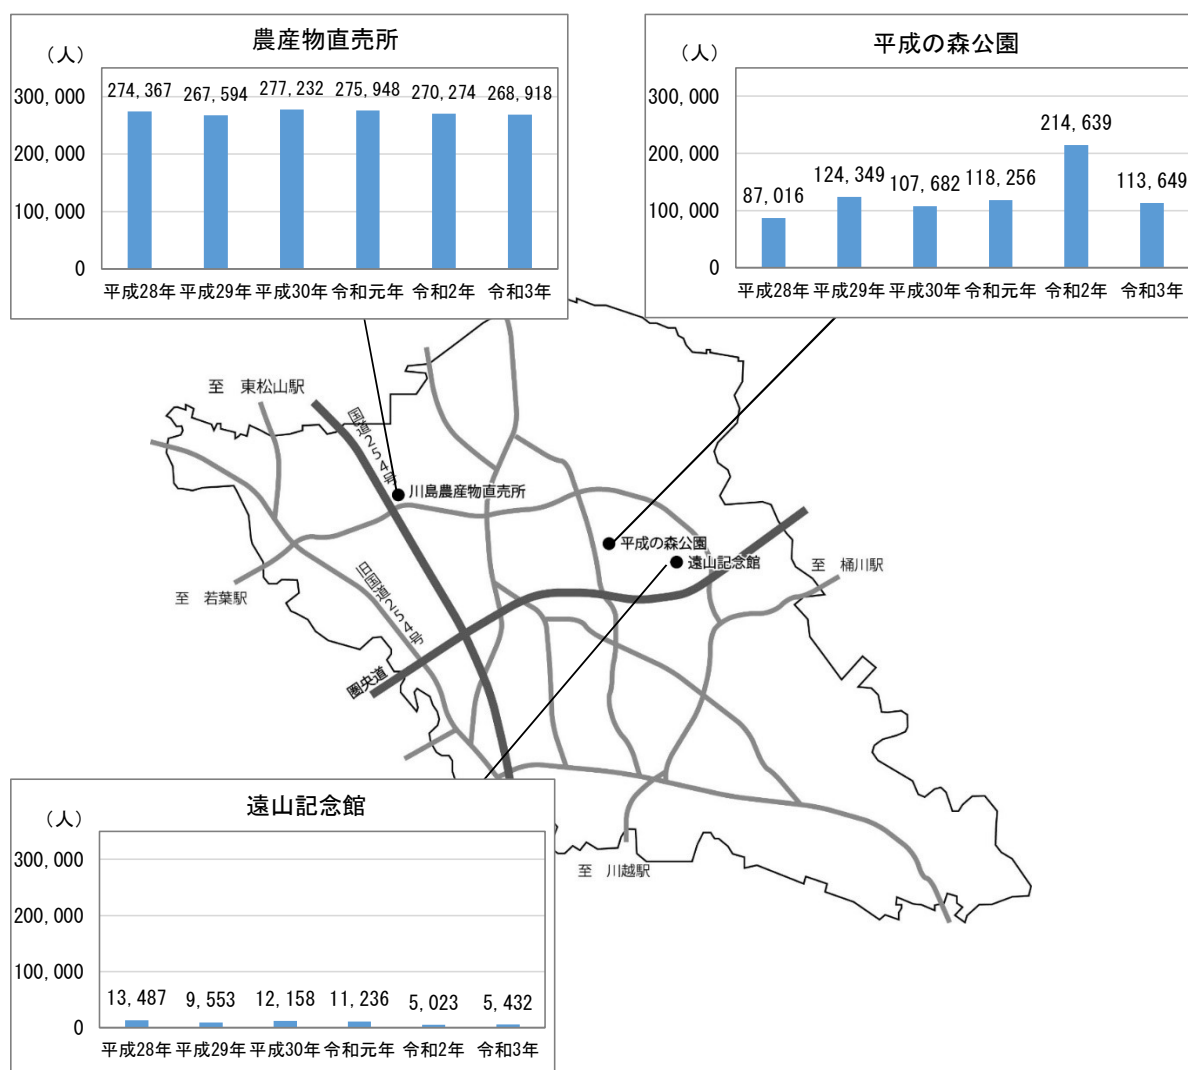 農産物直売所
（人）
274,367 267,594 277,232 275,948 270,274 268,918
300,000
200,000
100,000
0
平成28年 平成29年 平成30年 令和元年 令和2年 令和3年
平成の森公園
（人）
300,000
214,639
200,000
124,349 107,682 118,256 113,649
87,016
100,000
0
平成28年 平成29年 平成30年 令和元年 令和2年 令和3年
至 東松山駅
国道254号
川島農産物直売所
平成の森公園
遠山記念館
至 桶川駅
至 若葉駅
旧国道254号
圏央道
至 川越駅
遠山記念館
（人）
300,000
200,000
100,000
13,487 9,553 12,158 11,236 5,023 5,432
0
平成28年 平成29年 平成30年 令和元年 令和2年 令和3年